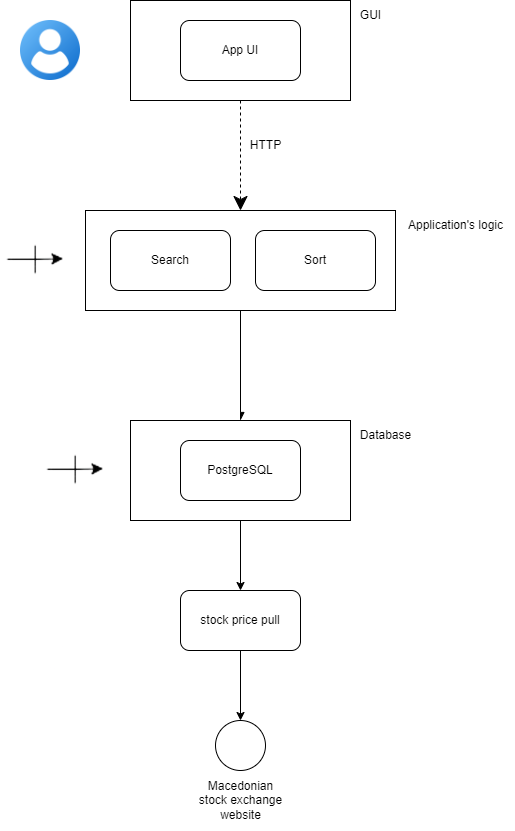 GUI
App UI
HTTP
Application's logic
Search
Sort
Database
PostgreSQL
stock price pull
Macedonian
stock exchange
website